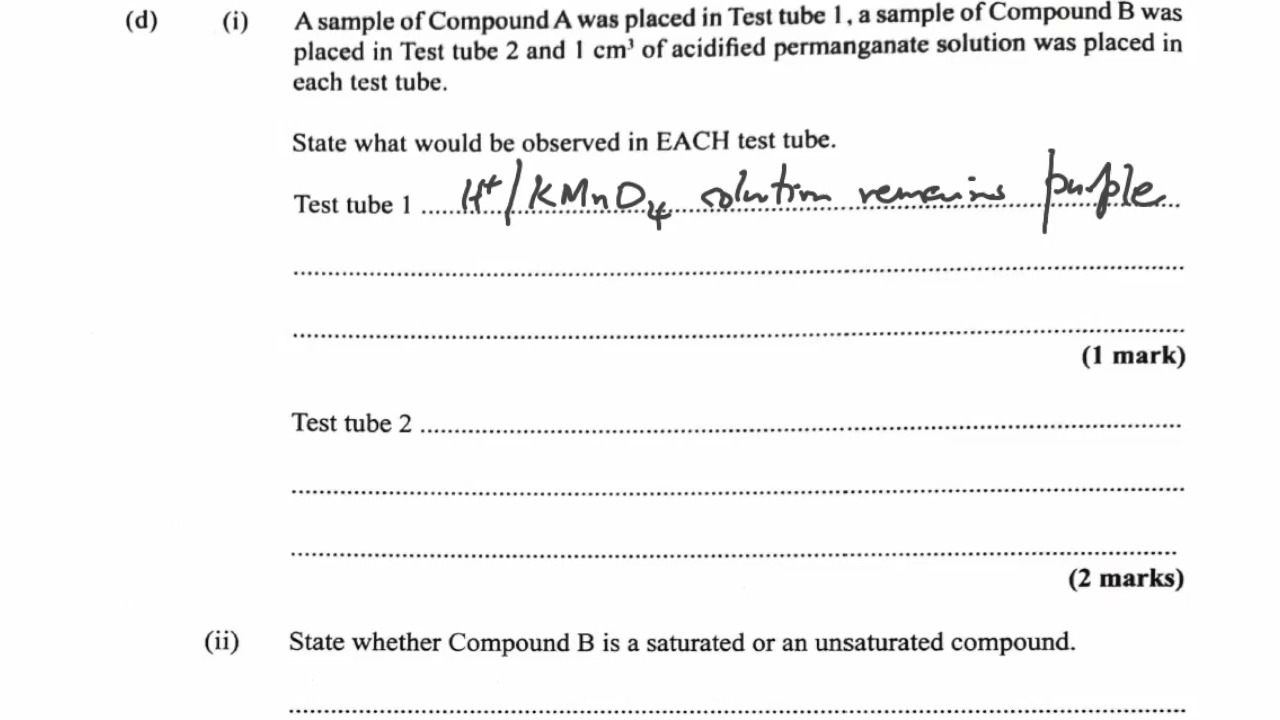 (d) (i) A sample of Compound A was placed in Test tube 1, a sample of Compound B was
placed in Test tube 2 and 1 cm³ of acidified permanganate solution was placed in
each test tube.
State what would be observed in EACH test tube.
Test tube 1 H⁺/KMnO₄ solution remains purple
(1 mark)
Test tube 2
(2 marks)
(ii) State whether Compound B is a saturated or an unsaturated compound.